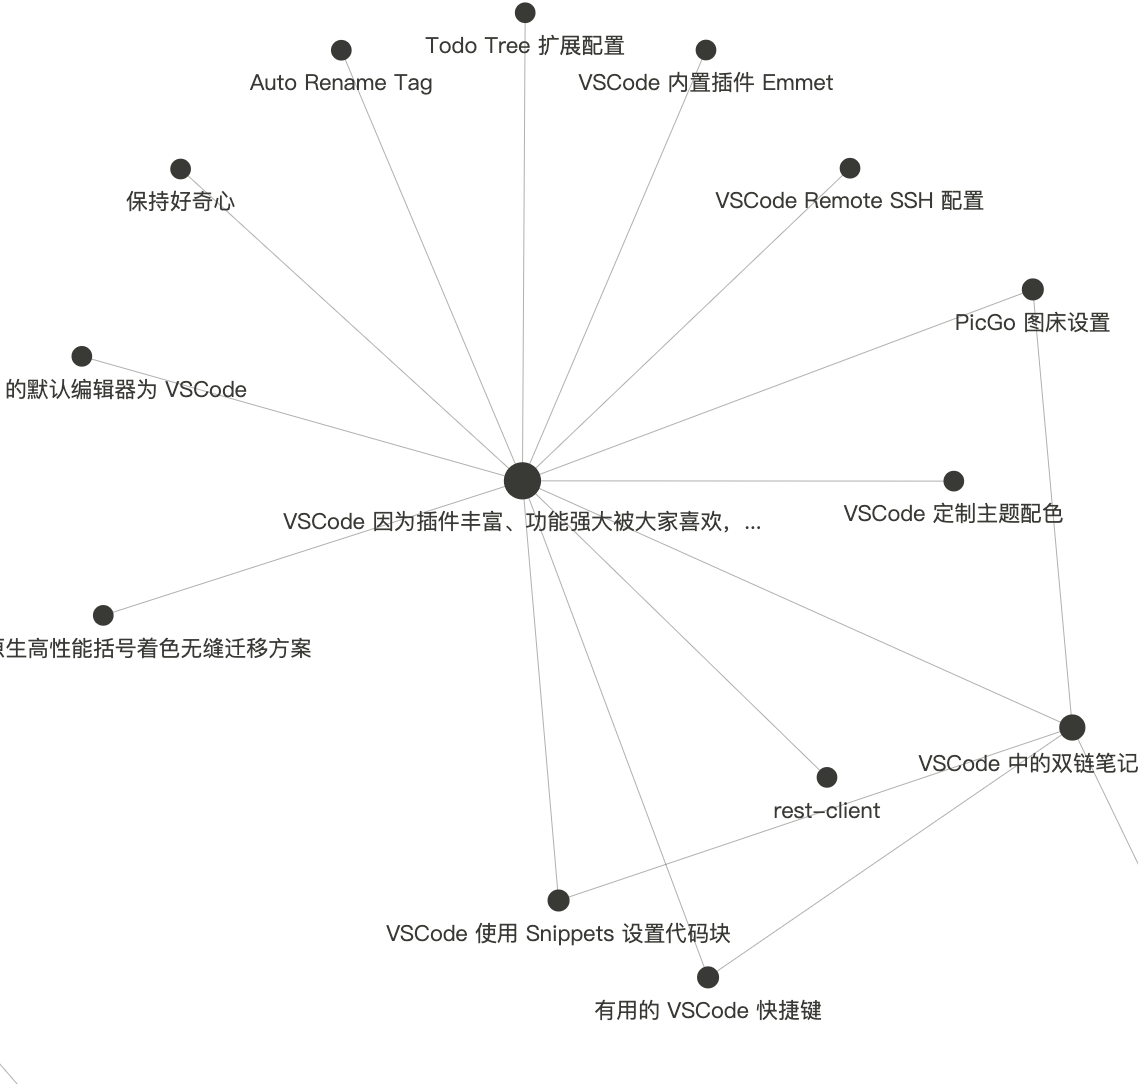 Todo Tree 扩展配置
Auto Rename Tag
VSCode 内置插件 Emmet
保持好奇心
VSCode Remote SSH 配置
PicGo 图床设置
的默认编辑器为 VSCode
VSCode 定制主题配色
VSCode 因为插件丰富、功能强大被大家喜欢，...
生高性能括号着色无缝迁移方案
VSCode 中的双链笔记
rest-client
VSCode 使用 Snippets 设置代码块
有用的 VSCode 快捷键